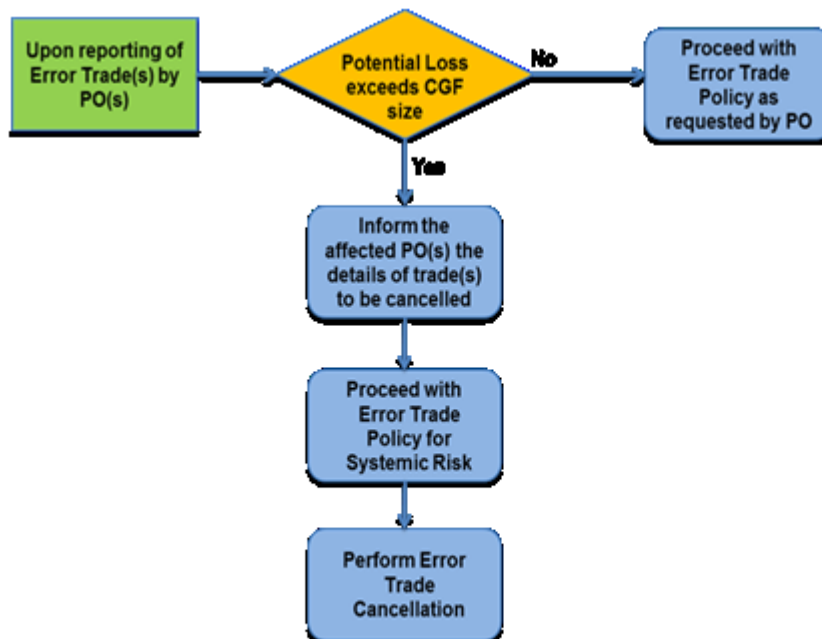 Upon reporting of
Error Trade(s) by
PO(s)
Potential Loss
exceeds CGF
size
No
Proceed with
Error Trade
Policy as
requested by PO
Yes
Inform the
affected PO(s) the
details of trade(s)
to be cancelled
Proceed with
Error Trade
Policy for
Systemic Risk
Perform Error
Trade
Cancellation